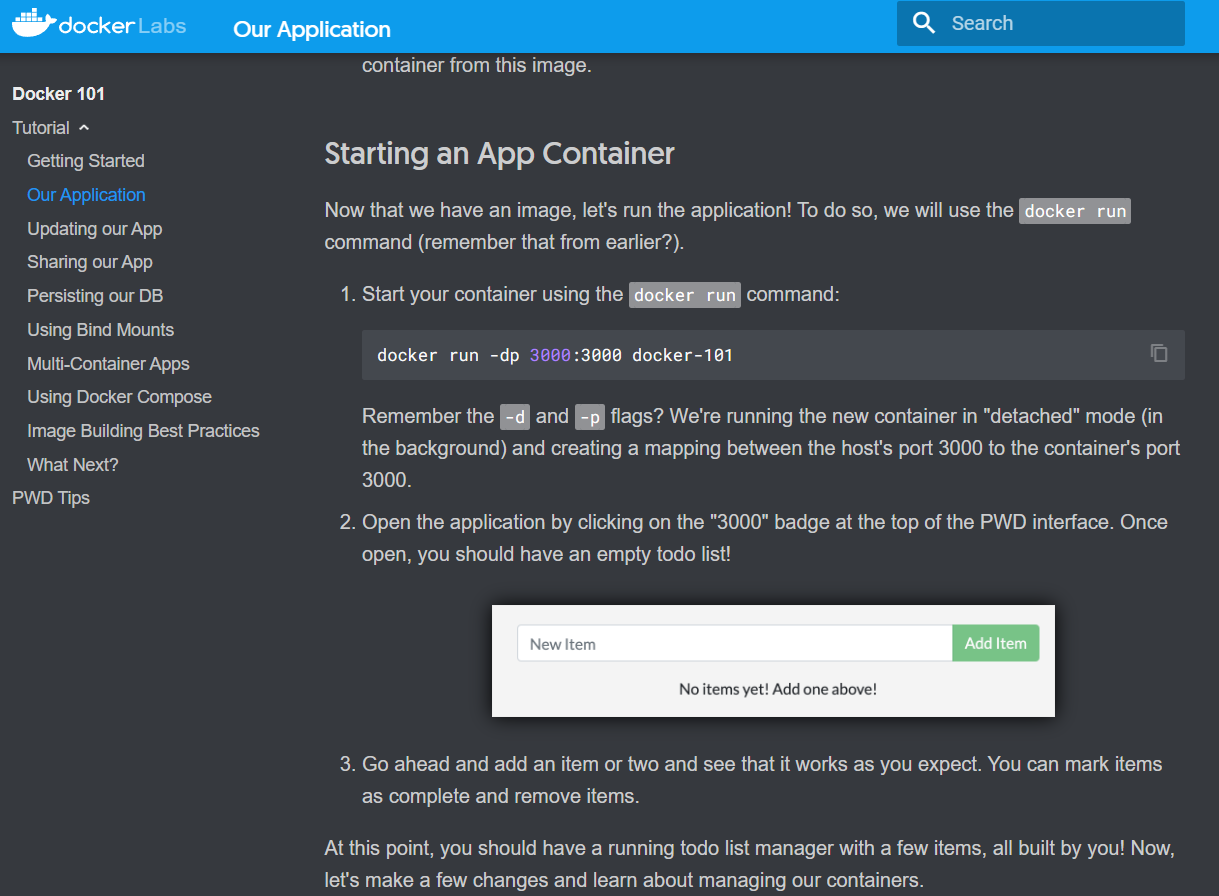 docker Labs
Our Application
Search
Docker 101
Tutorial
Getting Started
Our Application
Updating our App
Sharing our App
Persisting our DB
Using Bind Mounts
Multi-Container Apps
Using Docker Compose
Image Building Best Practices
What Next?
PWD Tips
container from this image.
Starting an App Container
Now that we have an image, let's run the application! To do so, we will use the docker run
command (remember that from earlier?).
1. Start your container using the docker run command:
docker run -dp 3000:3000 docker-101
Remember the -d and -p flags? We're running the new container in "detached" mode (in
the background) and creating a mapping between the host's port 3000 to the container's port
3000.
2. Open the application by clicking on the "3000" badge at the top of the PWD interface. Once
open, you should have an empty todo list!
New Item
Add Item
No items yet! Add one above!
3. Go ahead and add an item or two and see that it works as you expect. You can mark items
as complete and remove items.
At this point, you should have a running todo list manager with a few items, all built by you! Now,
let's make a few changes and learn about managing our containers.